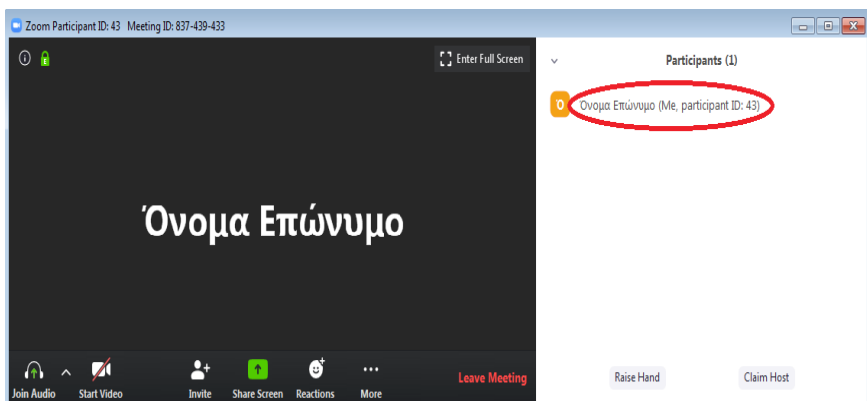 Zoom Participant ID: 43 Meeting ID: 837-439-433
Enter Full Screen
Participants (1)
Ό Όνομα Επώνυμο (Me, participant ID: 43)
Όνομα Επώνυμο
Join Audio Start Video Invite Share Screen Reactions More Leave Meeting
Raise Hand Claim Host